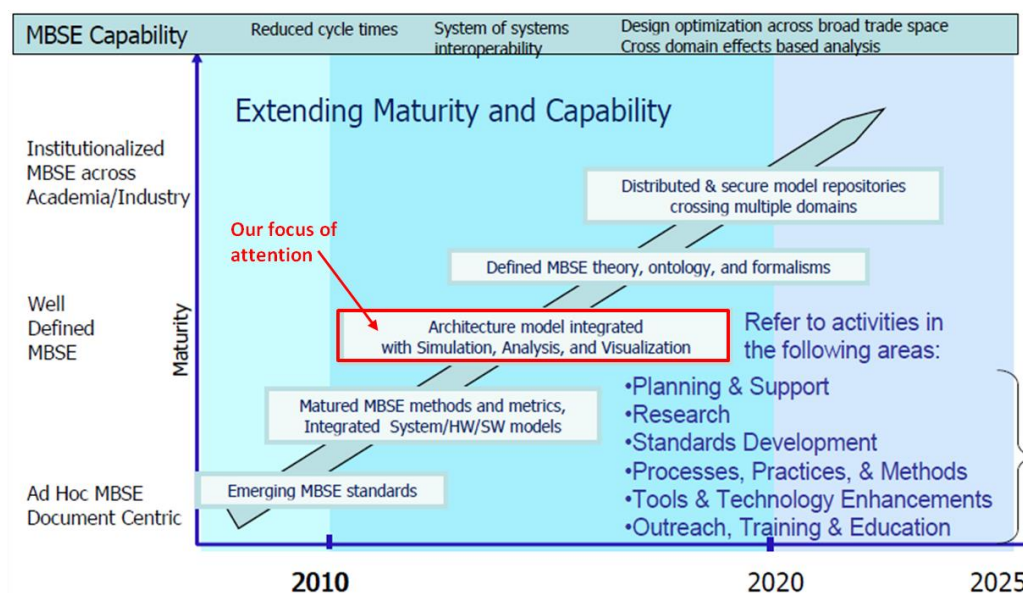 MBSE Capability
Reduced cycle times
System of systems
interoperability
Design optimization across broad trade space
Cross domain effects based analysis
Extending Maturity and Capability
Institutionalized
MBSE across
Academia/Industry
Distributed & secure model repositories
crossing multiple domains
Our focus of
attention
Defined MBSE theory, ontology, and formalisms
Well
Defined
MBSE
Maturity
Architecture model integrated
with Simulation, Analysis, and Visualization
Refer to activities in
the following areas:
•Planning & Support
•Research
•Standards Development
•Processes, Practices, & Methods
•Tools & Technology Enhancements
•Outreach, Training & Education
Matured MBSE methods and metrics,
Integrated System/HW/SW models
Ad Hoc MBSE
Document Centric
Emerging MBSE standards
2010
2020
2025